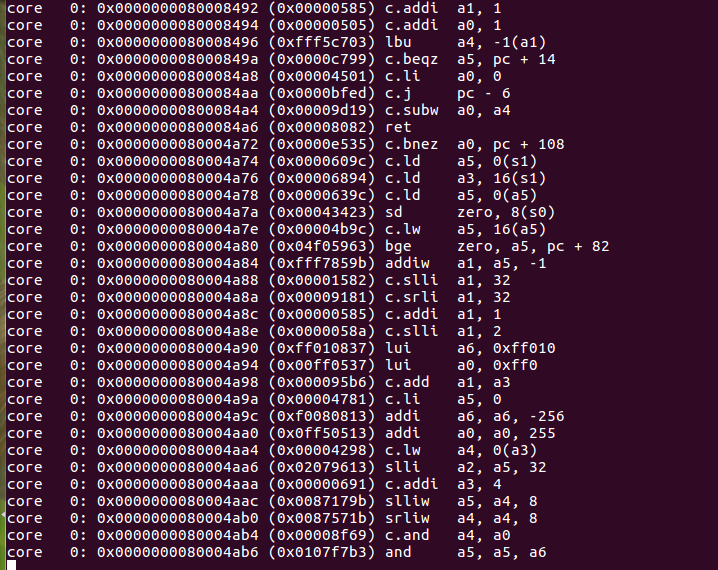 core   0: 0x0000000080008492 (0x00000585) c.addi  a1, 1
core   0: 0x0000000080008494 (0x00000505) c.addi  a0, 1
core   0: 0x0000000080008496 (0xfff5c703) lbu     a4, -1(a1)
core   0: 0x000000008000849a (0x0000c799) c.beqz  a5, pc + 14
core   0: 0x00000000800084a8 (0x00004501) c.li    a0, 0
core   0: 0x00000000800084aa (0x0000bfed) c.j     pc - 6
core   0: 0x00000000800084a4 (0x00009d19) c.subw  a0, a4
core   0: 0x00000000800084a6 (0x00008082) ret
core   0: 0x0000000080004a72 (0x0000e535) c.bnez  a0, pc + 108
core   0: 0x0000000080004a74 (0x0000609c) c.ld    a5, 0(s1)
core   0: 0x0000000080004a76 (0x00006894) c.ld    a3, 16(s1)
core   0: 0x0000000080004a78 (0x0000639c) c.ld    a5, 0(a5)
core   0: 0x0000000080004a7a (0x00043423) sd      zero, 8(s0)
core   0: 0x0000000080004a7e (0x00004b9c) c.lw    a5, 16(a5)
core   0: 0x0000000080004a80 (0x04f05963) bge     zero, a5, pc + 82
core   0: 0x0000000080004a84 (0xfff7859b) addiw   a1, a5, -1
core   0: 0x0000000080004a88 (0x00001582) c.slli  a1, 32
core   0: 0x0000000080004a8a (0x00009181) c.srli  a1, 32
core   0: 0x0000000080004a8c (0x00000585) c.addi  a1, 1
core   0: 0x0000000080004a8e (0x0000058a) c.slli  a1, 2
core   0: 0x0000000080004a90 (0xff010837) lui     a6, 0xff010
core   0: 0x0000000080004a94 (0x00ff0537) lui     a0, 0xff0
core   0: 0x0000000080004a98 (0x000095b6) c.add   a1, a3
core   0: 0x0000000080004a9a (0x00004781) c.li    a5, 0
core   0: 0x0000000080004a9c (0xf0080813) addi    a6, a6, -256
core   0: 0x0000000080004aa0 (0x0ff50513) addi    a0, a0, 255
core   0: 0x0000000080004aa4 (0x00004298) c.lw    a4, 0(a3)
core   0: 0x0000000080004aa6 (0x02079613) slli    a2, a5, 32
core   0: 0x0000000080004aaa (0x00000691) c.addi  a3, 4
core   0: 0x0000000080004aac (0x0087179b) slliw   a5, a4, 8
core   0: 0x0000000080004ab0 (0x0087571b) srliw   a4, a4, 8
core   0: 0x0000000080004ab4 (0x00008f69) c.and   a4, a0
core   0: 0x0000000080004ab6 (0x0107f7b3) and     a5, a5, a6